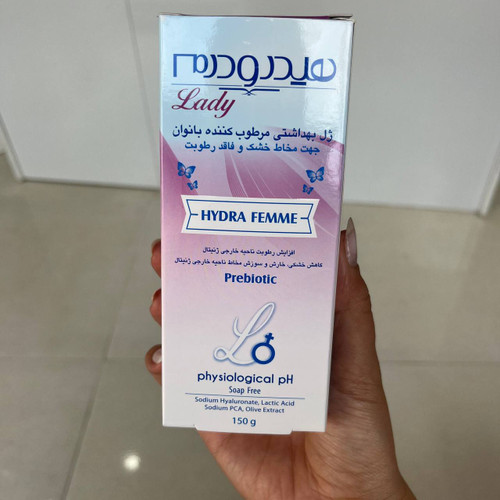 هیدرودرم
Lady
ژل بهداشتی مرطوب کننده بانوان
جهت مخاط خشک و فاقد رطوبت
HYDRA FEMME
افزایش رطوبت ناحیه خارجی ژنیتال
کاهش خشکی، خارش و سوزش مخاط ناحیه خارجی ژنیتال
Prebiotic
physiological pH
Soap Free
Sodium Hyaluronate, Lactic Acid
Sodium PCA, Olive Extract
150 g